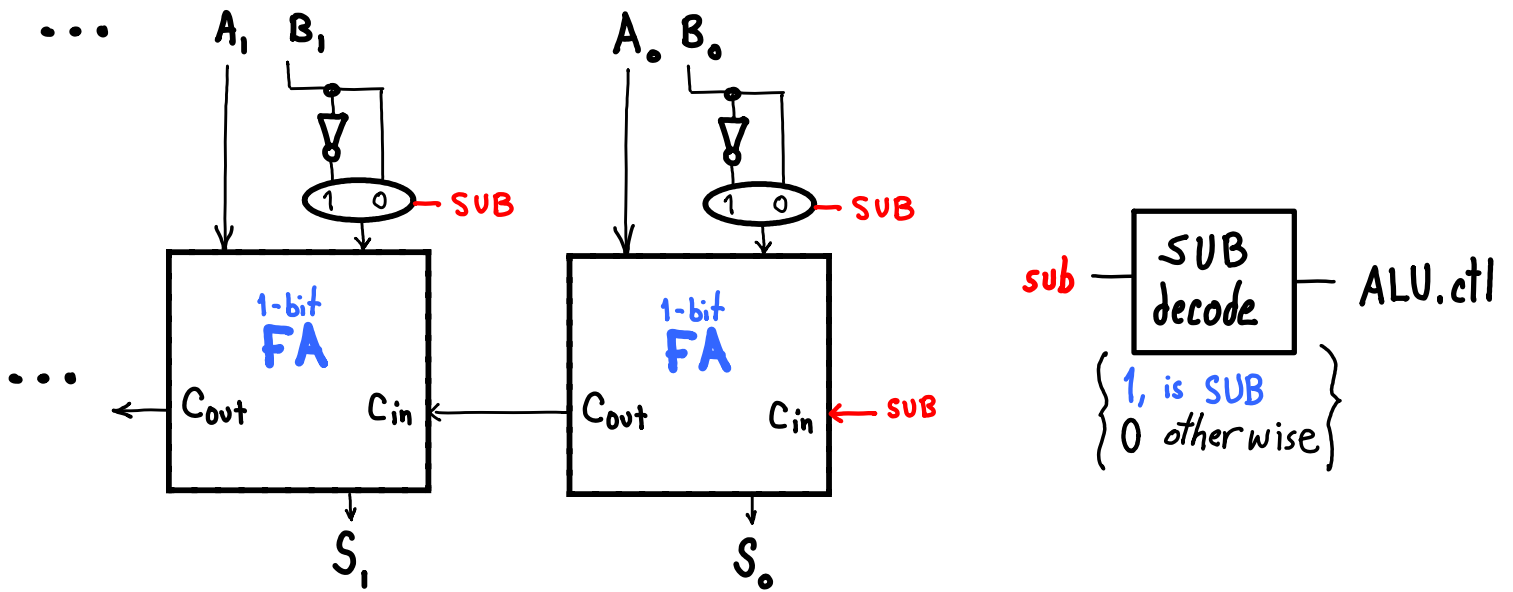 ... A₁ B₁ A₀ B₀
1 0 SUB 1 0 SUB
1-bit 1-bit
FA FA
SUB
decode
sub ALU.ctl
... Cout Cin Cout Cin SUB
1, is SUB
0 otherwise
S₁ S₀